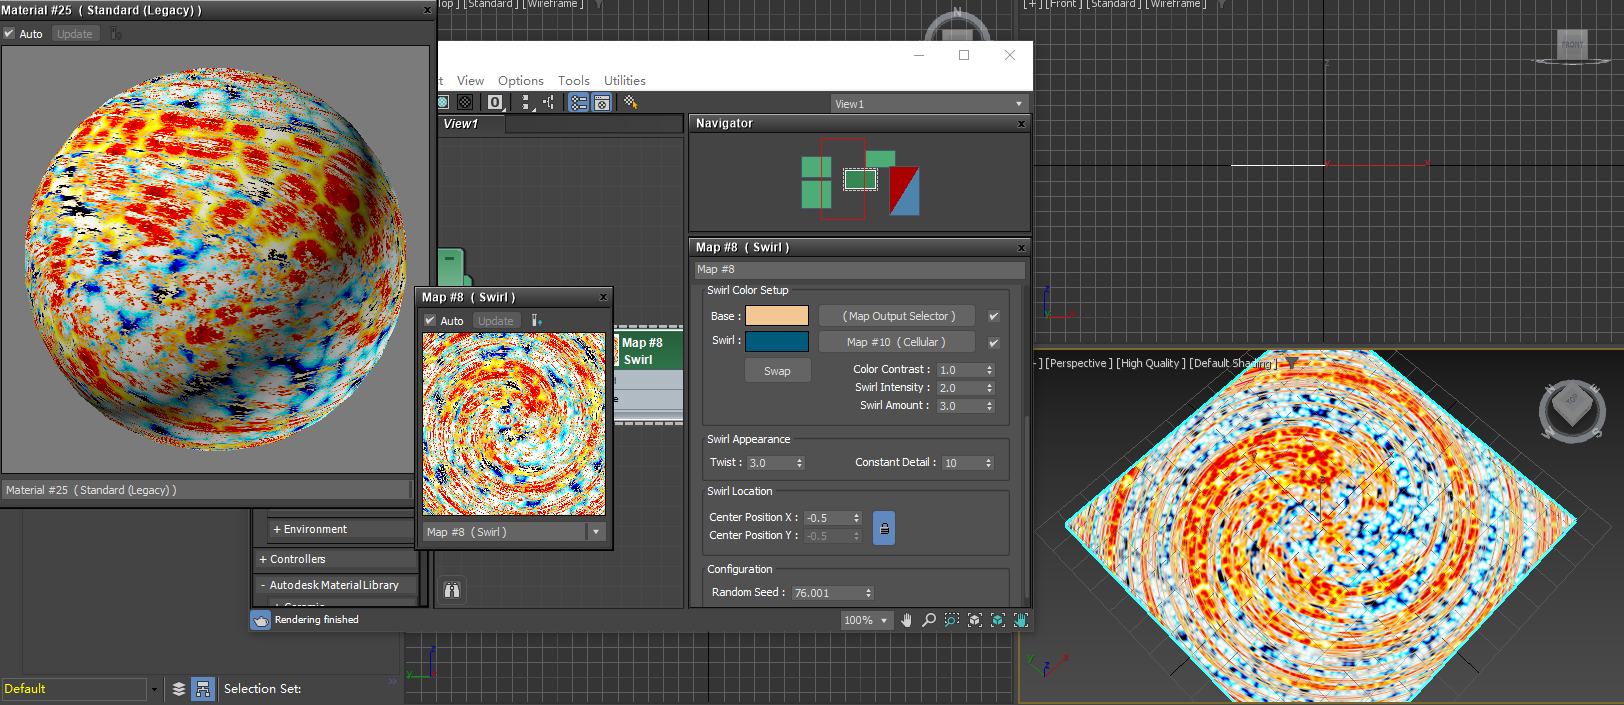 Material #25  ( Standard (Legacy) )
Auto
Update
Top ] [Standard ] [Wireframe ]
N
[ + ] [Front ] [Standard ] [Wireframe ]
FRONT
View
Options
Tools
Utilities
0
View1
View1
Navigator
Map #8  ( Swirl )
Map #8
Swirl Color Setup
Base :
( Map Output Selector )
Swirl :
Map #10  ( Cellular )
Swap
Color Contrast :
1.0
Swirl Intensity :
2.0
Swirl Amount :
3.0
Swirl Appearance
Twist :
3.0
Constant Detail :
10
Swirl Location
Center Position X :
-0.5
Center Position Y :
-0.5
Configuration
Random Seed :
76.001
Map #8
Swirl
Map #8  ( Swirl )
Auto
Update
Map #8  ( Swirl )
Material #25  ( Standard (Legacy) )
+ Environment
+ Controllers
- Autodesk Material Library
+ Ceramic
Rendering finished
100%
[Perspective ] [High Quality ] [Default Shading ]
TOP
N
E
W
S
z
x
x
z
y
y
z
x
Default
Selection Set: